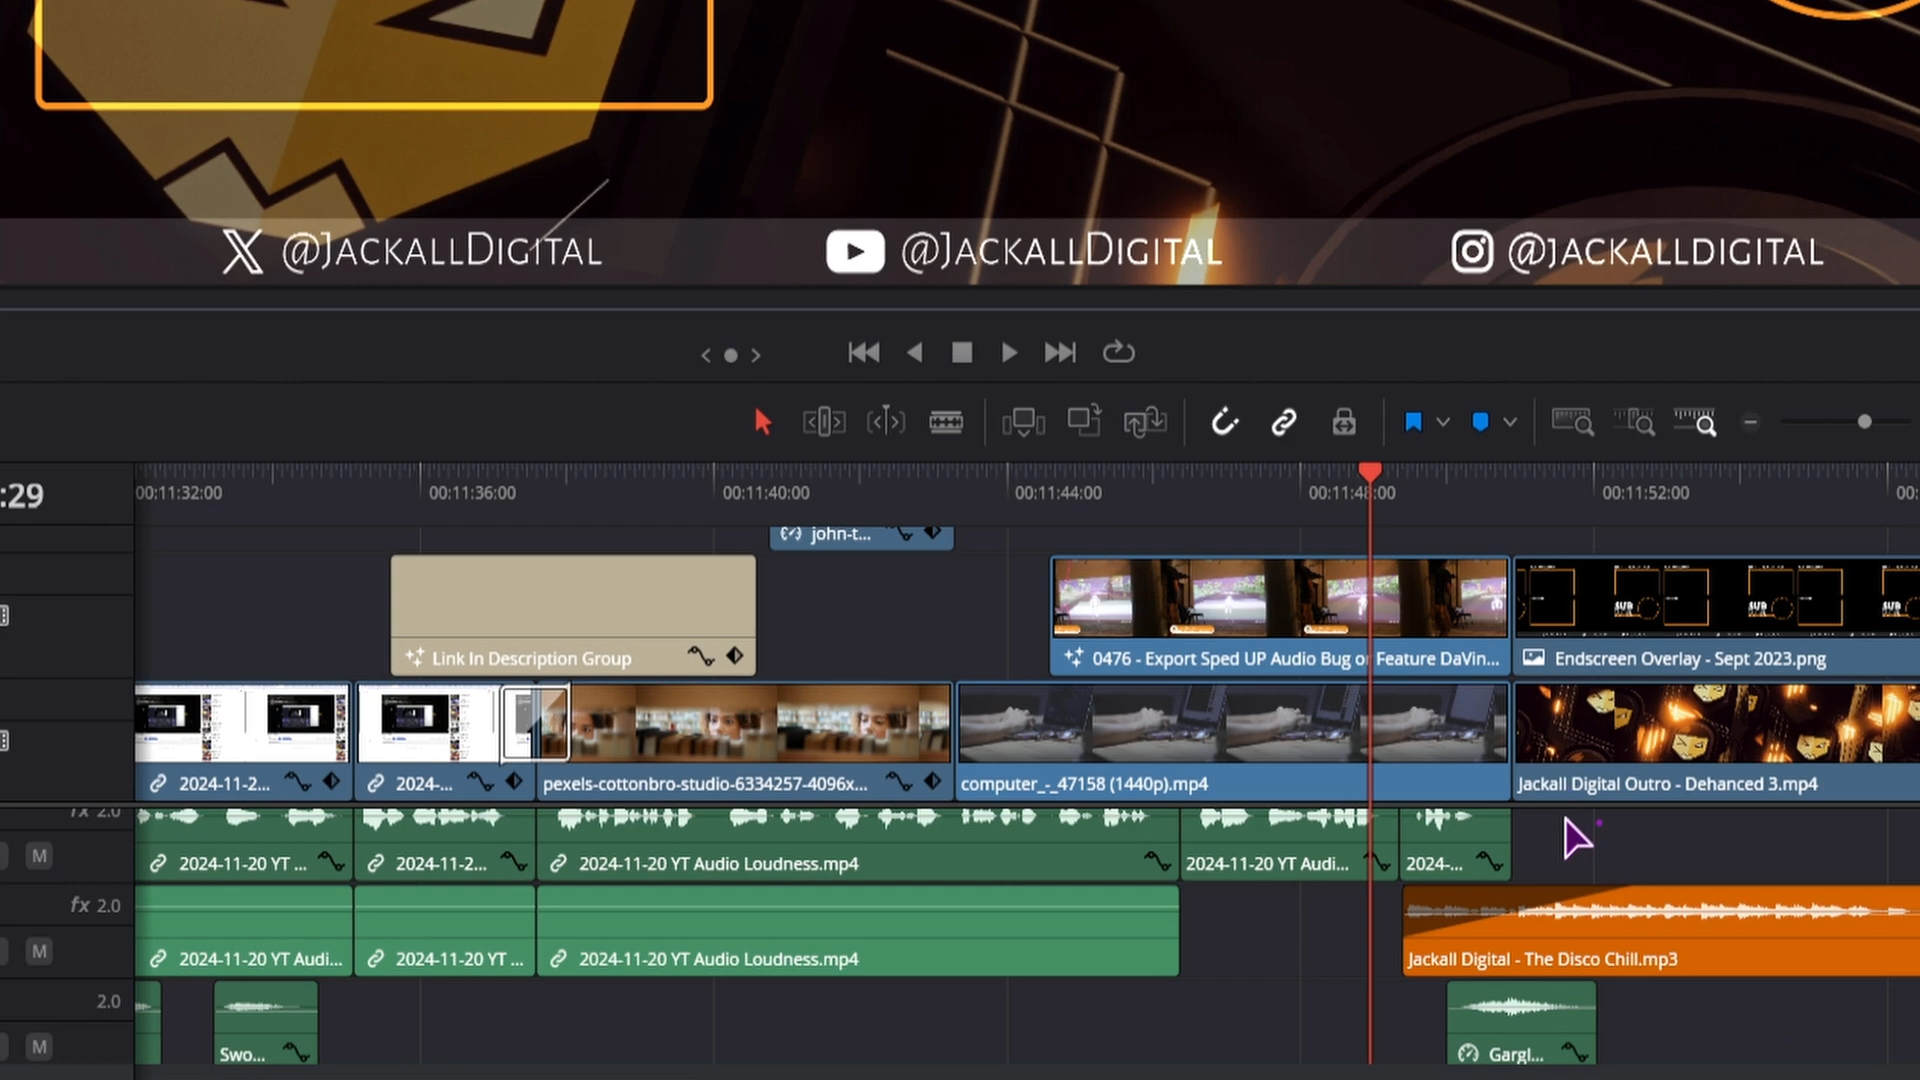 @JackallDigital
@JackallDigital
@jackalldigital
:29
00:11:32:00
00:11:36:00
00:11:40:00
00:11:44:00
00:11:48:00
00:11:52:00
00:
john-t...
Link In Description Group
0476 - Export Sped UP Audio Bug or Feature DaVin...
SUB
SUB
SUB
Endscreen Overlay - Sept 2023.png
2024-11-2...
2024-...
pexels-cottonbro-studio-6334257-4096x...
computer_-_47158 (1440p).mp4
Jackall Digital Outro - Dehanced 3.mp4
fx 2.0
M
2024-11-20 YT ...
2024-11-2...
2024-11-20 YT Audio Loudness.mp4
2024-11-20 YT Audi...
2024-...
fx 2.0
M
2024-11-20 YT Audi...
2024-11-20 YT ...
2024-11-20 YT Audio Loudness.mp4
Jackall Digital - The Disco Chill.mp3
2.0
M
Swo...
Gargl...